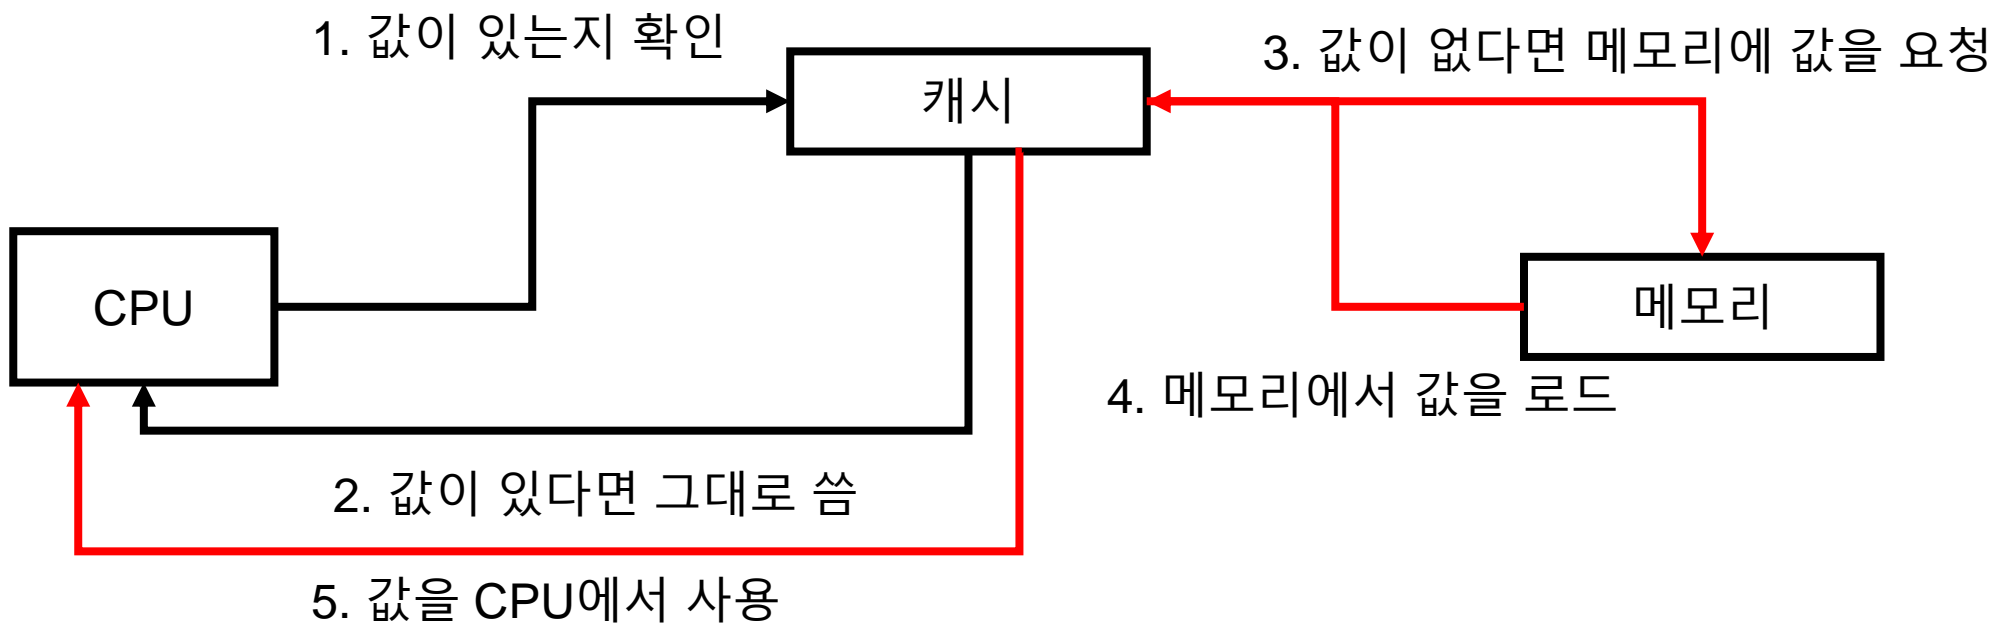 1. 값이 있는지 확인
3. 값이 없다면 메모리에 값을 요청
캐시
CPU
메모리
4. 메모리에서 값을 로드
2. 값이 있다면 그대로 씀
5. 값을 CPU에서 사용